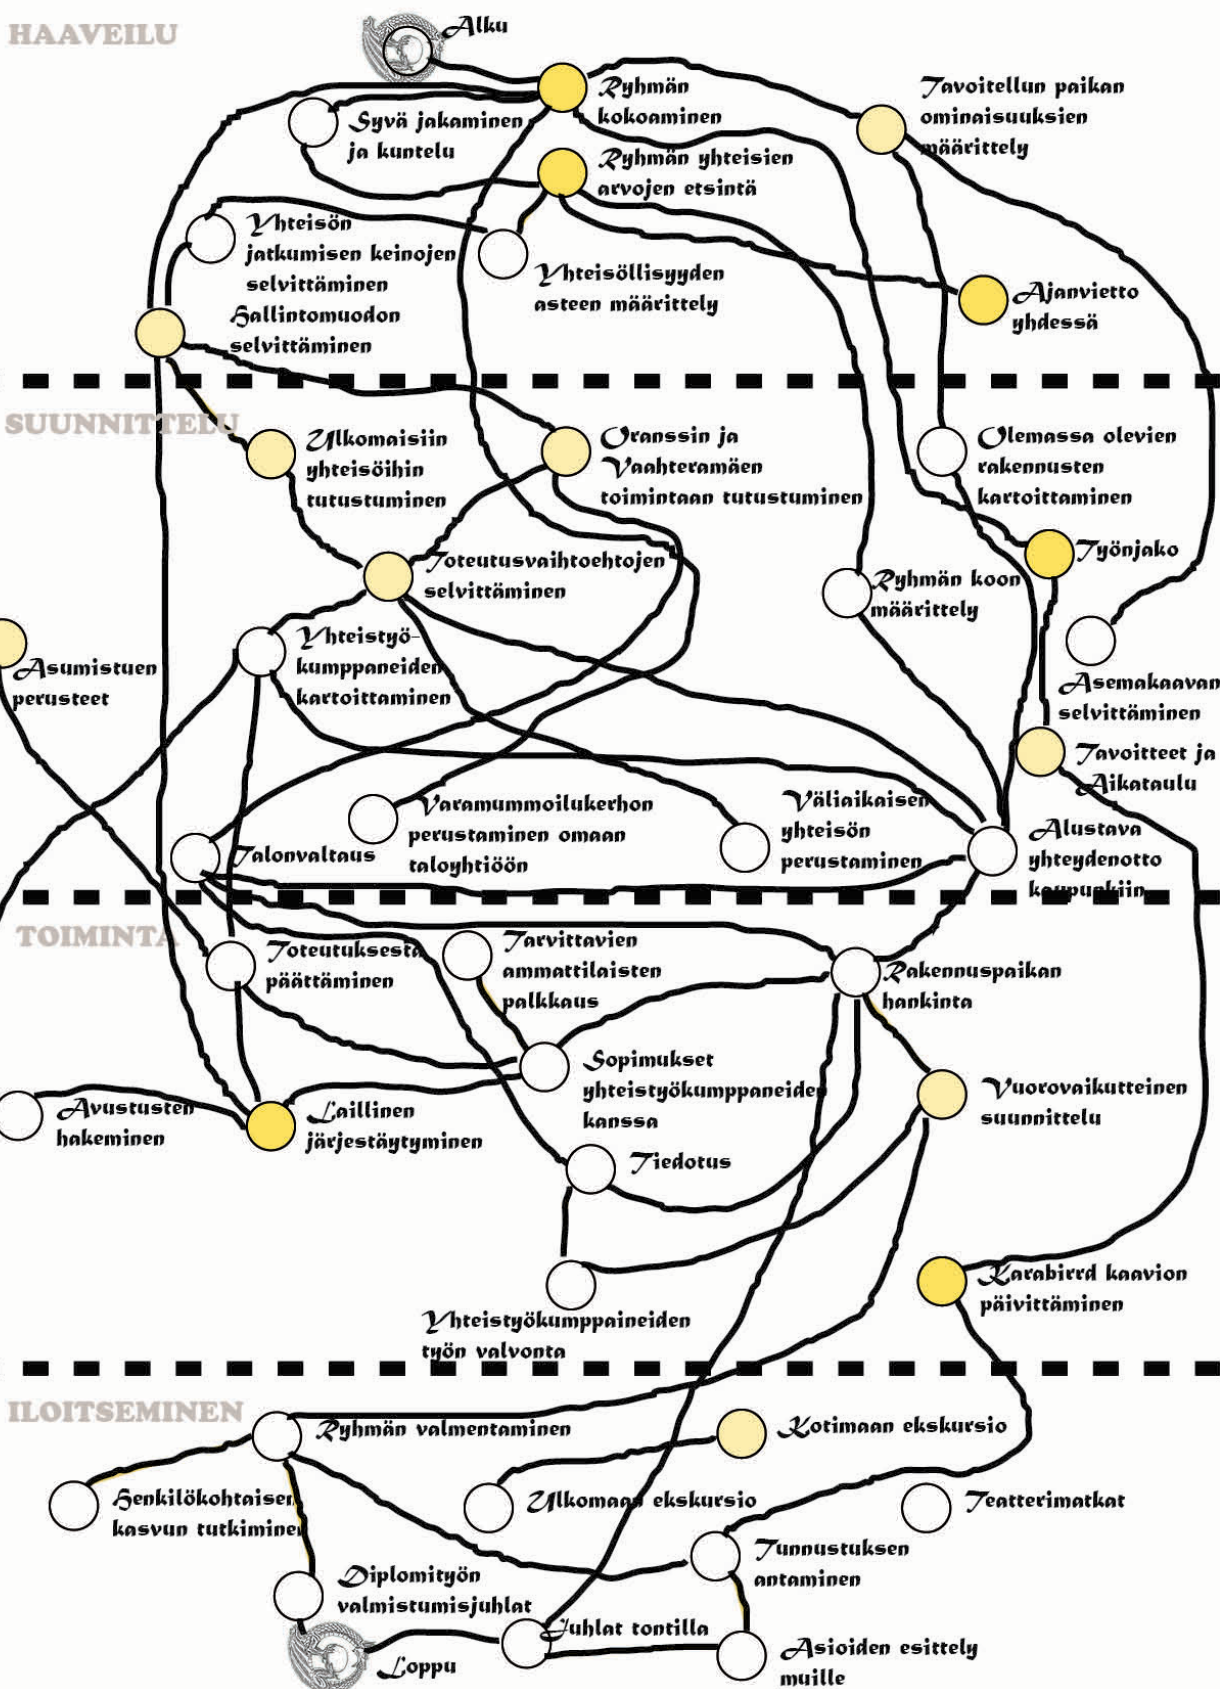 HAAVEILU
Alku
Ryhmän
kokoaminen
Tavoitellun paikan
ominaisuuksien
määrittely
Syvä jakaminen
ja kuntelu
Ryhmän yhteisien
arvojen etsintä
Yhteisön
jatkumisen keinojen
selvittäminen
Yhteisöllisyyden
asteen määrittely
Ajanvietto
yhdessä
Hallintomuodon
selvittäminen
SUUNNITTELU
Ulkomaisiin
yhteisöihin
tutustuminen
Oranssin ja
Vaahteramäen
toimintaan tutustuminen
Olemassa olevien
rakennusten
kartoittaminen
Työnjako
Toteutusvaihtoehtojen
selvittäminen
Ryhmän koon
määrittely
Yhteistyö-
kumppaneiden
kartoittaminen
Asumistuen
perusteet
Asemakaavan
selvittäminen
Tavoitteet ja
Aikataulu
Varamummoilukerhon
perustaminen omaan
taloyhtiöön
Väliaikaisen
yhteisön
perustaminen
Talonvaltaus
Alustava
yhteydenotto
kaupunkiin
TOIMINTA
Toteutuksesta
päättäminen
Tarvittavien
ammattilaisten
palkkaus
Rakennuspaikan
hankinta
Sopimukset
yhteistyökumppaneiden
kanssa
Vuorovaikutteinen
suunnittelu
Avustusten
hakeminen
Laillinen
järjestäytyminen
Tiedotus
Karabirrd kaavion
päivittäminen
Yhteistyökumppaineiden
työn valvonta
ILOITSEMINEN
Ryhmän valmentaminen
Kotimaan ekskursio
Henkilökohtaisen
kasvun tutkiminen
Ulkomaan ekskursio
Teatterimatkat
Tunnustuksen
antaminen
Diplomityön
valmistumisjuhlat
Juhlat tontilla
Loppu
Asioiden esittely
muille